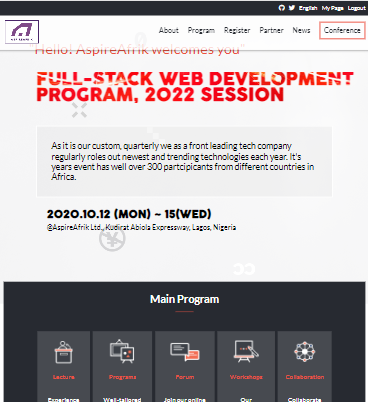 English My Page Logout
About Program Register Partner News Conference
"Hello! AspireAfrik welcomes you"
FULL-STACK WEB DEVELOPMENT
PROGRAM, 2022 SESSION
As it is our custom, quarterly we as a front leading tech company
regularly roles out newest and trending technologies each year. It's
years event has well over 300 partcipicants from different countries in
Africa.
2020.10.12 (MON) ~ 15(WED)
@AspireAfrik Ltd., Kudirat Abiola Expressway, Lagos, Nigeria
Main Program
Lecture Programs Forum Workshops Collaboration
Experience Well-tailored Join our online Our Collaborate